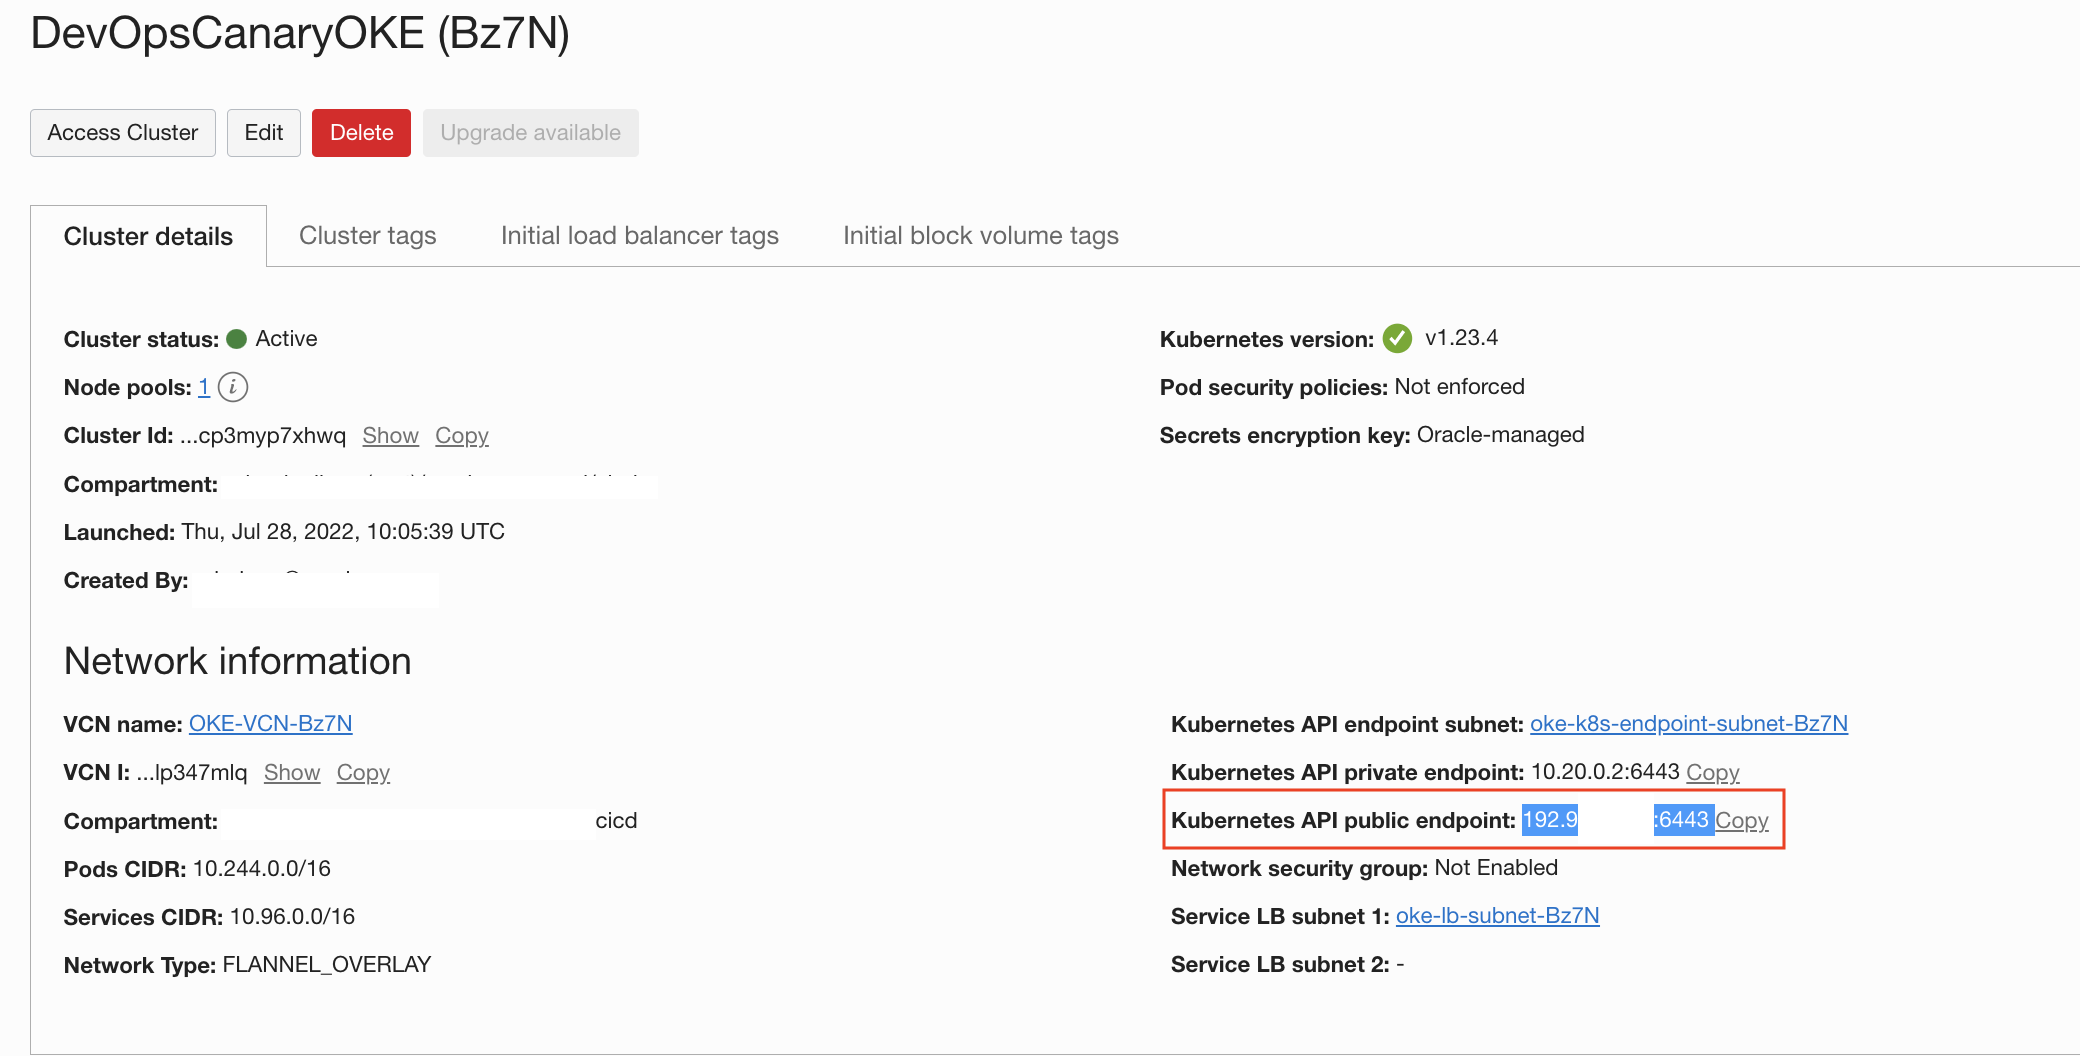 DevOpsCanaryOKE (Bz7N)
Access Cluster Edit Delete Upgrade available
Cluster details Cluster tags Initial load balancer tags Initial block volume tags
Cluster status: Active
Node pools: 1 i
Cluster Id: ...cp3myp7xhwq Show Copy
Compartment:
Launched: Thu, Jul 28, 2022, 10:05:39 UTC
Created By:
Kubernetes version: v1.23.4
Pod security policies: Not enforced
Secrets encryption key: Oracle-managed
Network information
VCN name: OKE-VCN-Bz7N
VCN I: ...lp347mlq Show Copy
Compartment: cicd
Pods CIDR: 10.244.0.0/16
Services CIDR: 10.96.0.0/16
Network Type: FLANNEL_OVERLAY
Kubernetes API endpoint subnet: oke-k8s-endpoint-subnet-Bz7N
Kubernetes API private endpoint: 10.20.0.2:6443 Copy
Kubernetes API public endpoint: 192.9 :6443 Copy
Network security group: Not Enabled
Service LB subnet 1: oke-lb-subnet-Bz7N
Service LB subnet 2: -